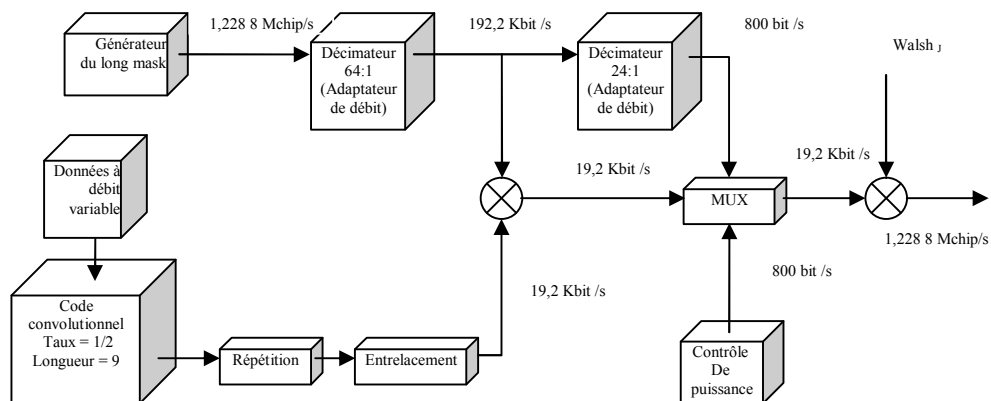 1,228 8 Mchip/s
192,2 Kbit /s
800 bit /s
Générateur
du long mask
Décimateur
64:1
(Adaptateur
de débit)
Décimateur
24:1
(Adaptateur
de débit)
Walsh J
Données à
débit
variable
19,2 Kbit /s
MUX
19,2 Kbit /s
1,228 8 Mchip/s
800 bit /s
19,2 Kbit /s
Code
convolutionnel
Taux = 1/2
Longueur = 9
Répétition
Entrelacement
Contrôle
De
puissance